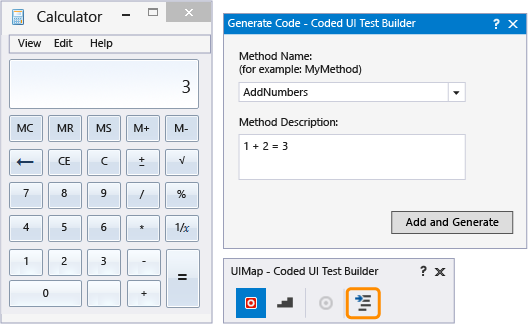 Calculator
View Edit Help
3
MC MR MS M+ M-
← CE C ± √
7 8 9 / %
4 5 6 * 1/x
1 2 3 - =
0 +
Generate Code - Coded UI Test Builder ? X
Method Name:
(for example: MyMethod)
AddNumbers
Method Description:
1 + 2 = 3
Add and Generate
UIMap - Coded UI Test Builder ? X